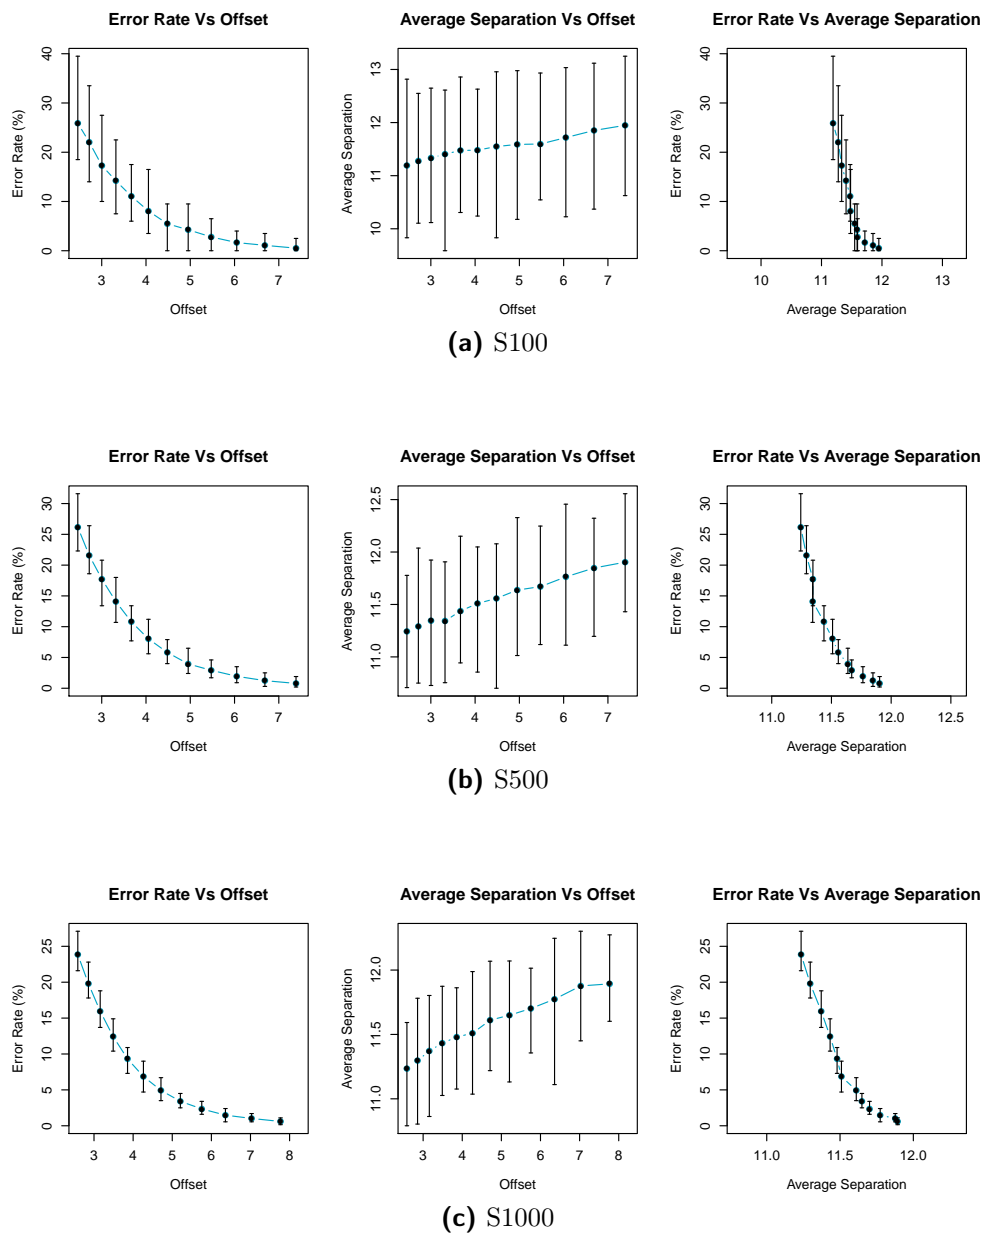 Error Rate Vs Offset
Average Separation Vs Offset
Error Rate Vs Average Separation
Error Rate (%)
0 10 20 30 40
3 4 5 6 7
Offset
Average Separation
10 11 12 13
3 4 5 6 7
Offset
Error Rate (%)
0 10 20 30 40
10 11 12 13
Average Separation
(a) S100
Error Rate Vs Offset
Average Separation Vs Offset
Error Rate Vs Average Separation
Error Rate (%)
0 5 10 15 20 25 30
3 4 5 6 7
Offset
Average Separation
11.0 11.5 12.0 12.5
3 4 5 6 7
Offset
Error Rate (%)
0 5 10 15 20 25 30
11.0 11.5 12.0 12.5
Average Separation
(b) S500
Error Rate Vs Offset
Average Separation Vs Offset
Error Rate Vs Average Separation
Error Rate (%)
0 5 10 15 20 25
3 4 5 6 7 8
Offset
Average Separation
11.0 11.5 12.0
3 4 5 6 7 8
Offset
Error Rate (%)
0 5 10 15 20 25
11.0 11.5 12.0
Average Separation
(c) S1000